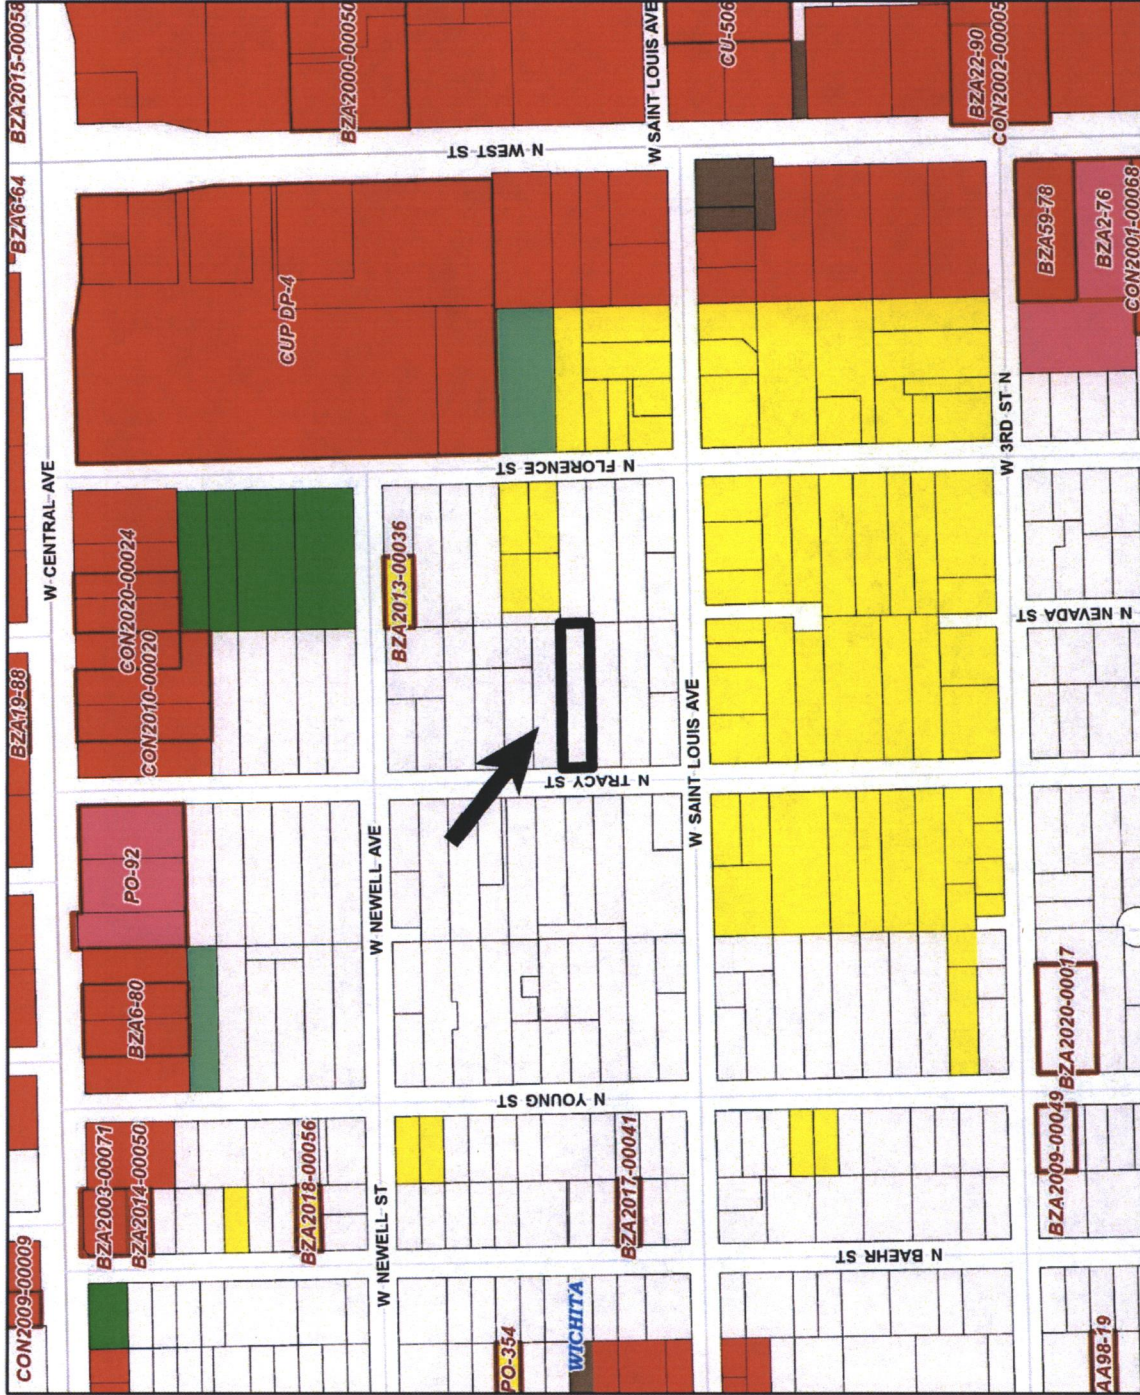 BZA2015-00058
BZA6-64
BZA19-88
CON2009-00009
W CENTRAL AVE
BZA2000-00050
N WEST ST
W SAINT LOUIS AVE
CU-506
BZA22-90
CON2002-00005
CUP DP-4
BZA59-78
BZA2-76
CON2001-00068
N FLORENCE ST
W 3RD ST N
CON2020-00024
CON2010-00020
BZA2013-00036
N NEVADA ST
N TRACY ST
W SAINT LOUIS AVE
PO-92
W NEWELL AVE
BZA6-80
BZA2020-00017
N YOUNG ST
BZA2003-00071
BZA2014-00050
BZA2018-00056
BZA2017-00041
BZA2009-00049
W NEWELL ST
N BAEHR ST
WICHITA
PO-354
AA98-19